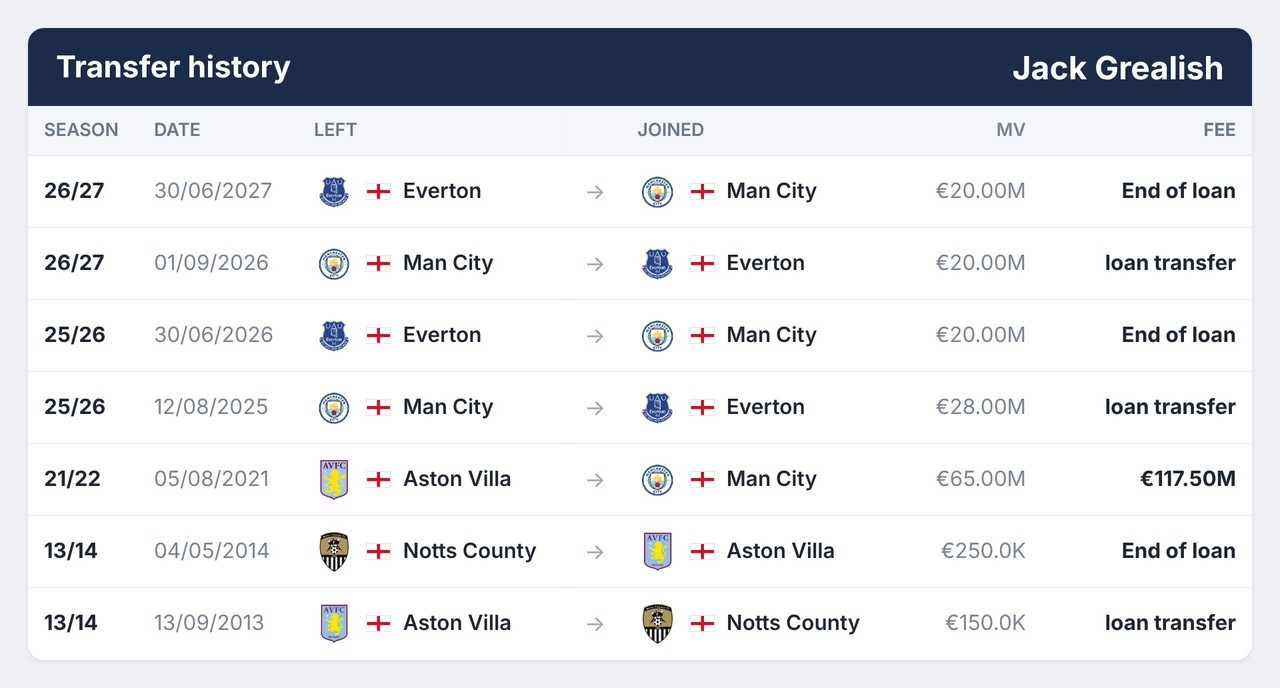 Transfer history Jack Grealish
SEASON DATE LEFT JOINED MV FEE
26/27 30/06/2027 Everton → Man City €20.00M End of loan
26/27 01/09/2026 Man City → Everton €20.00M loan transfer
25/26 30/06/2026 Everton → Man City €20.00M End of loan
25/26 12/08/2025 Man City → Everton €28.00M loan transfer
21/22 05/08/2021 AVFC Aston Villa → Man City €65.00M €117.50M
13/14 04/05/2014 Notts County → AVFC Aston Villa €250.0K End of loan
13/14 13/09/2013 AVFC Aston Villa → Notts County €150.0K loan transfer